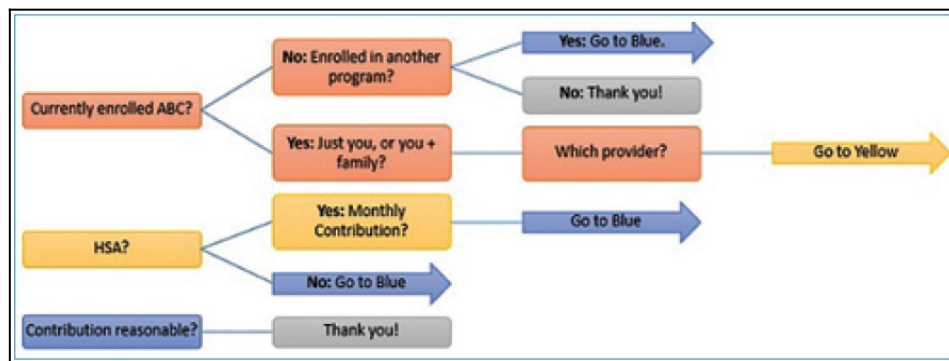 Yes: Go to Blue.
No: Enrolled in another
program?
No: Thank you!
Currently enrolled ABC?
Yes: Just you, or you +
family?
Which provider?
Go to Yellow
Yes: Monthly
Contribution?
Go to Blue
HSA?
No: Go to Blue
Contribution reasonable?
Thank you!